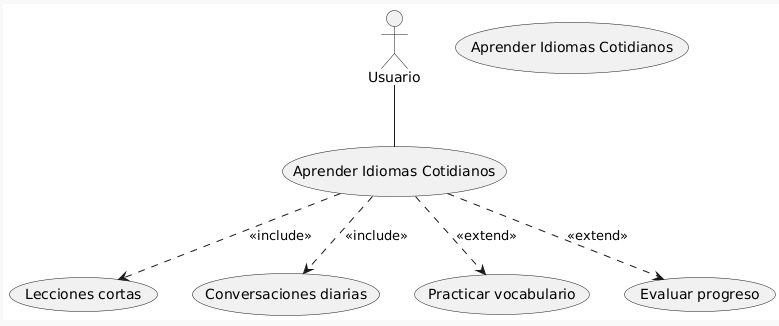 Aprender Idiomas Cotidianos
Usuario
Aprender Idiomas Cotidianos
«include»
«include»
«extend»
«extend»
Lecciones cortas
Conversaciones diarias
Practicar vocabulario
Evaluar progreso